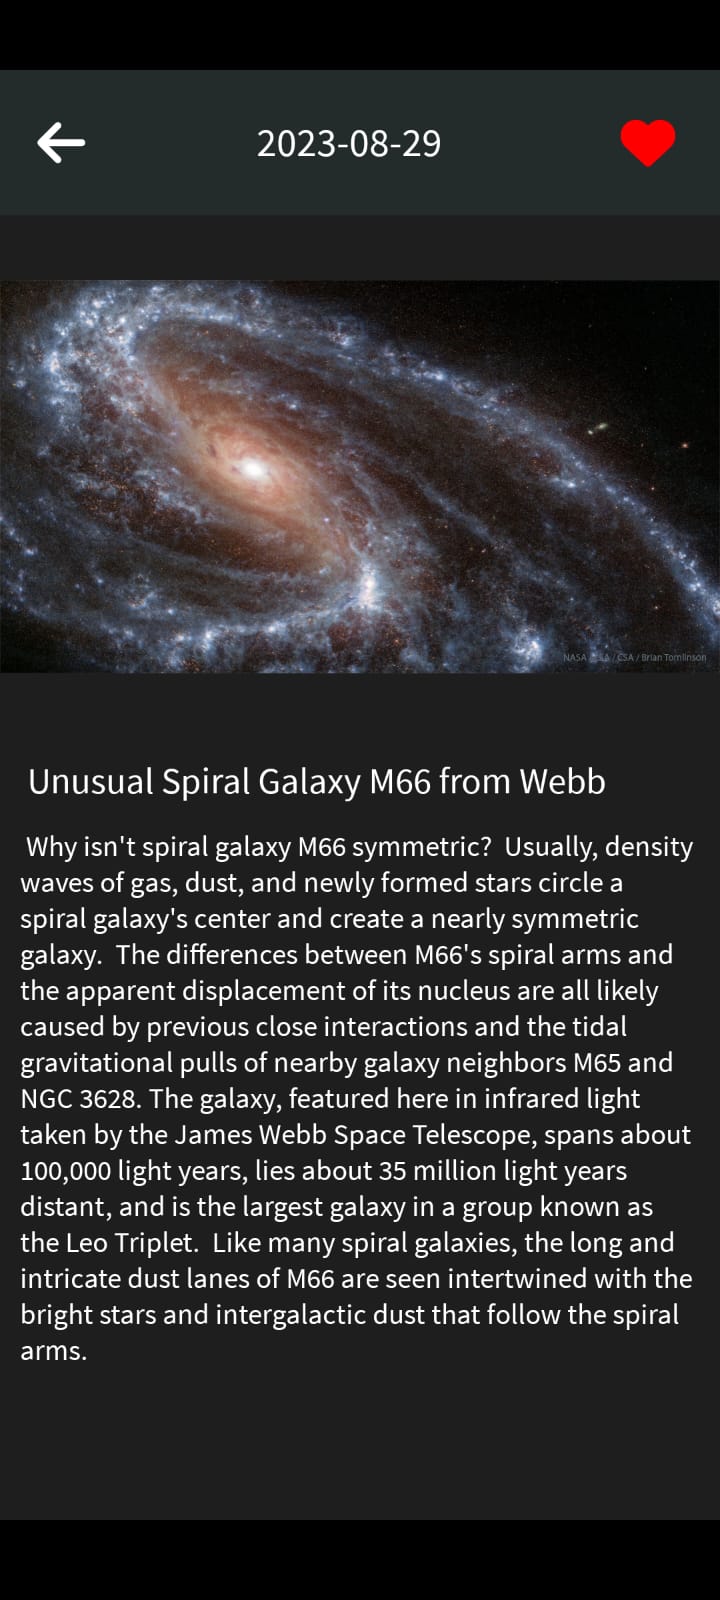 2023-08-29
NASA / ESA / CSA / Brian Tomlinson
Unusual Spiral Galaxy M66 from Webb
Why isn't spiral galaxy M66 symmetric?  Usually, density
waves of gas, dust, and newly formed stars circle a
spiral galaxy's center and create a nearly symmetric
galaxy.  The differences between M66's spiral arms and
the apparent displacement of its nucleus are all likely
caused by previous close interactions and the tidal
gravitational pulls of nearby galaxy neighbors M65 and
NGC 3628. The galaxy, featured here in infrared light
taken by the James Webb Space Telescope, spans about
100,000 light years, lies about 35 million light years
distant, and is the largest galaxy in a group known as
the Leo Triplet.  Like many spiral galaxies, the long and
intricate dust lanes of M66 are seen intertwined with the
bright stars and intergalactic dust that follow the spiral
arms.